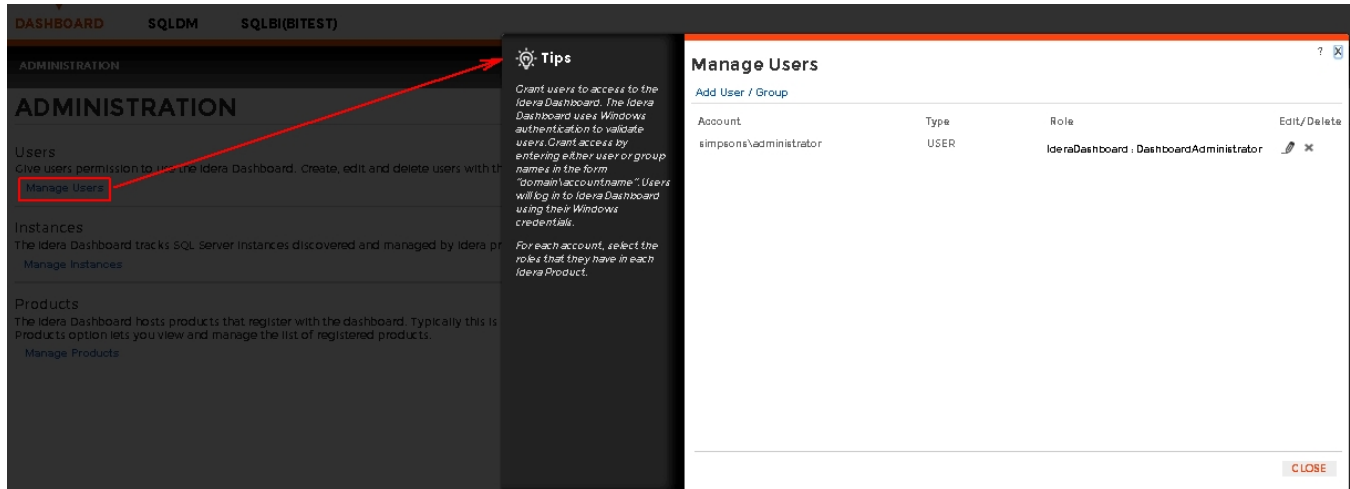 DASHBOARD SQLDM SQLBI(BITEST)
ADMINISTRATION
ADMINISTRATION
Users
Give users permission to use the Idera Dashboard. Create, edit and delete users with th
Manage Users
Instances
The Idera Dashboard tracks SQL Server instances discovered and managed by Idera pr
Manage Instances
Products
The Idera Dashboard hosts products that register with the dashboard. Typically this is
Products option lets you view and manage the list of registered products.
Manage Products
Tips
Grant users to access to the
Idera Dashboard. The Idera
Dashboard uses Windows
authentication to validate
users. Grant access by
entering either user or group
names in the form
"domain\accountname". Users
will log in to Idera Dashboard
using their Windows
credentials.
For each account, select the
roles that they have in each
Idera Product.
? X
Manage Users
Add User / Group
Account Type Role Edit/Delete
simpsons\administrator USER IderaDashboard : DashboardAdministrator
CLOSE